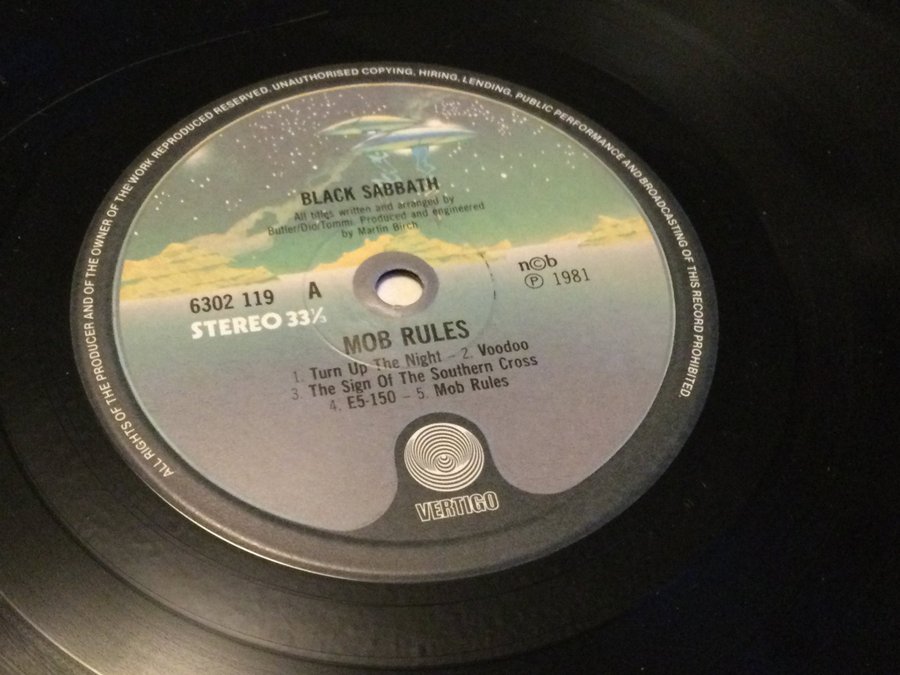 ALL RIGHTS OF THE PRODUCER AND OF THE OWNER OF THE WORK REPRODUCED RESERVED. UNAUTHORISED COPYING, HIRING, LENDING, PUBLIC PERFORMANCE AND BROADCASTING OF THIS RECORD PROHIBITED.
BLACK SABBATH
All titles written and arranged by
Butler/Dio/Tommi. Produced and engineered
by Martin Birch
6302 119 A
STEREO 33⅓
n©b
Ⓟ 1981
MOB RULES
1. Turn Up The Night – 2. Voodoo
3. The Sign Of The Southern Cross
4. E5-150 – 5. Mob Rules
VERTIGO